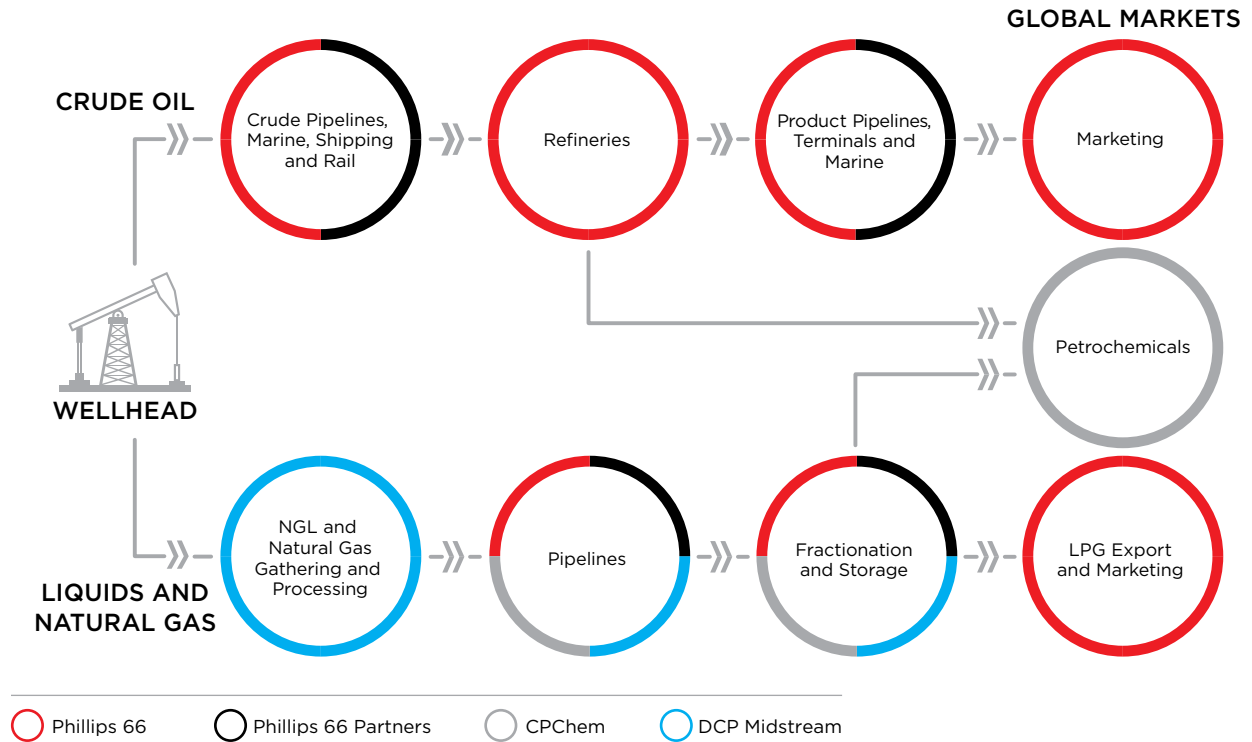 GLOBAL MARKETS
CRUDE OIL
Crude Pipelines,
Marine, Shipping
and Rail
Refineries
Product Pipelines,
Terminals and
Marine
Marketing
Petrochemicals
WELLHEAD
LIQUIDS AND
NATURAL GAS
NGL and
Natural Gas
Gathering and
Processing
Pipelines
Fractionation
and Storage
LPG Export
and Marketing
Phillips 66
Phillips 66 Partners
CPChem
DCP Midstream